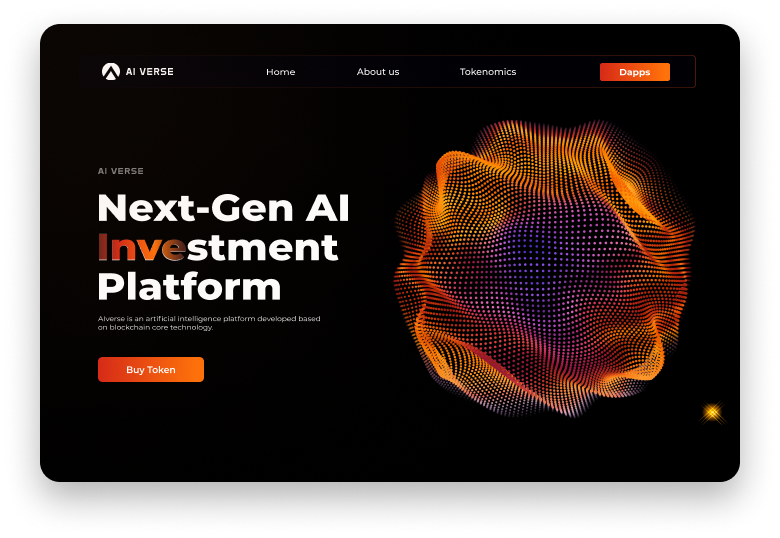 AI VERSE
Home
About us
Tokenomics
Dapps
AI VERSE
Next-Gen AI
Investment
Platform
AIverse is an artificial intelligence platform developed based
on blockchain core technology.
Buy Token